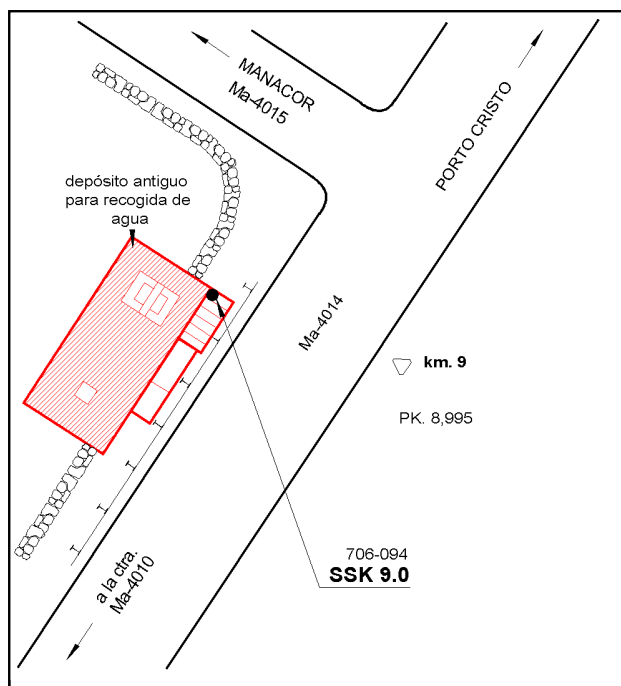 MANACOR
Ma-4015
PORTO CRISTO
depósito antiguo
para recogida de
agua
Ma-4014
km. 9
PK. 8,995
706-094
SSK 9.0
a la ctra.
Ma-4010